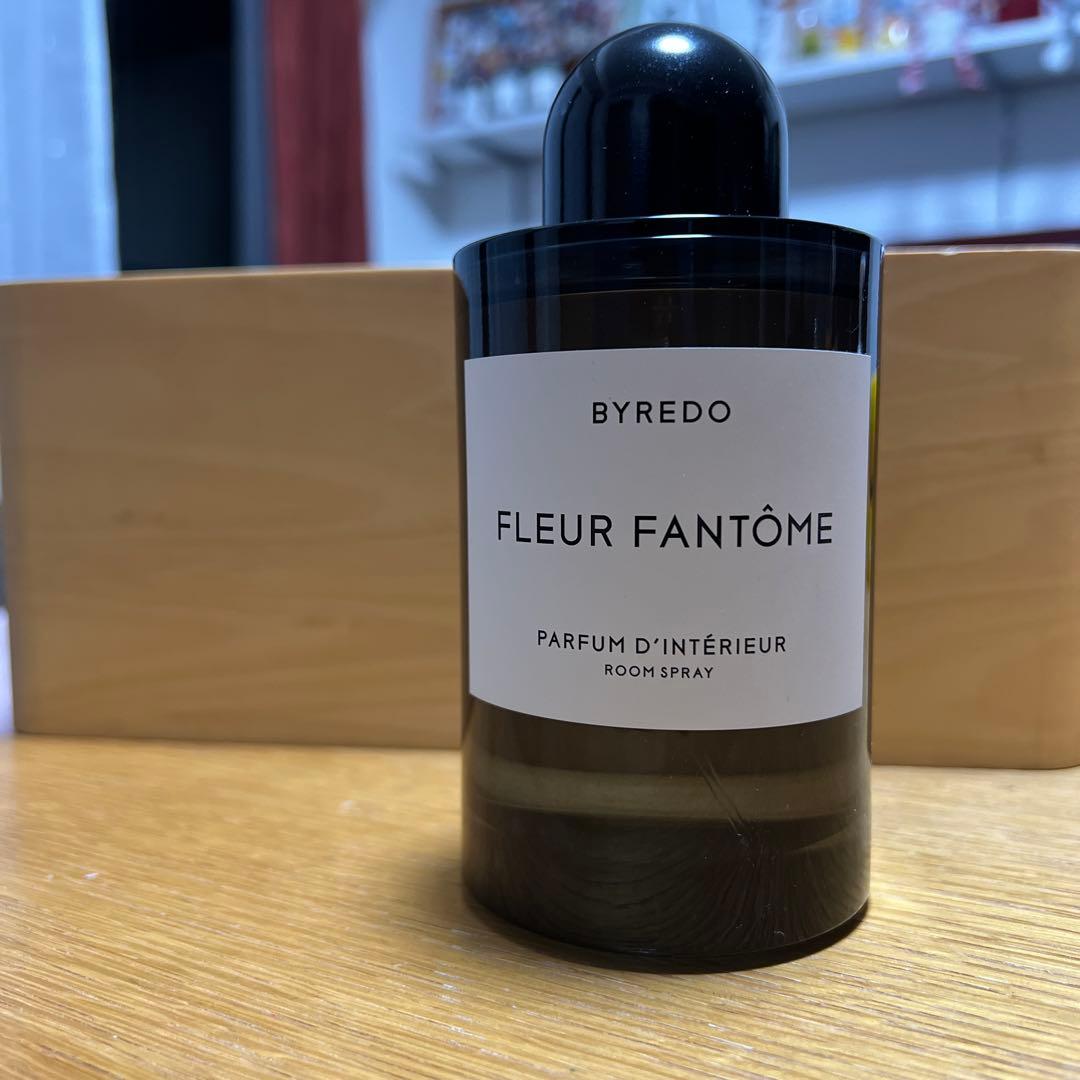 BYREDO
FLEUR FANTÔME
PARFUM D'INTÉRIEUR
ROOM SPRAY